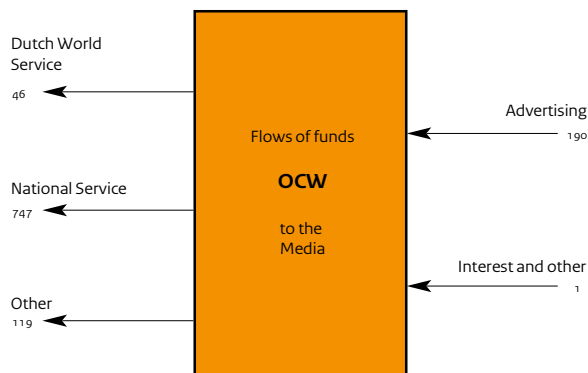 Dutch World
Service
46
National Service
747
Other
119
Flows of funds
OCW
to the
Media
Advertising
190
Interest and other
1